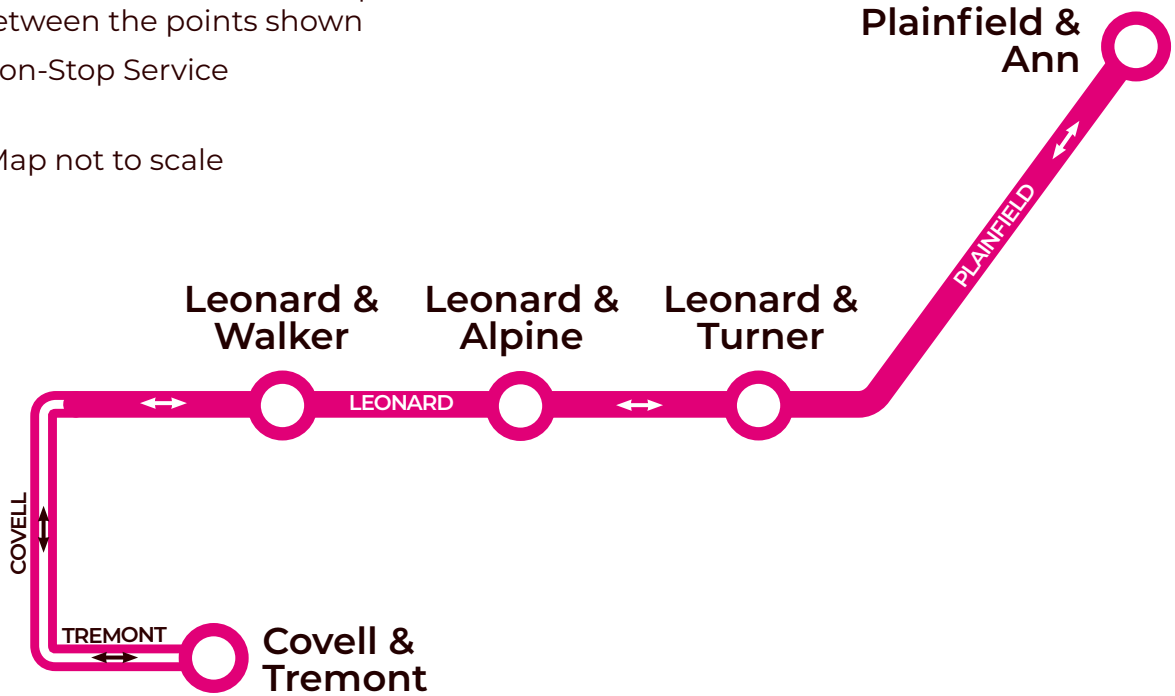 etween the points shown
on-Stop Service
Map not to scale
Plainfield &
Ann
PLAINFIELD
Leonard &
Walker
Leonard &
Alpine
Leonard &
Turner
LEONARD
COVELL
TREMONT
Covell &
Tremont